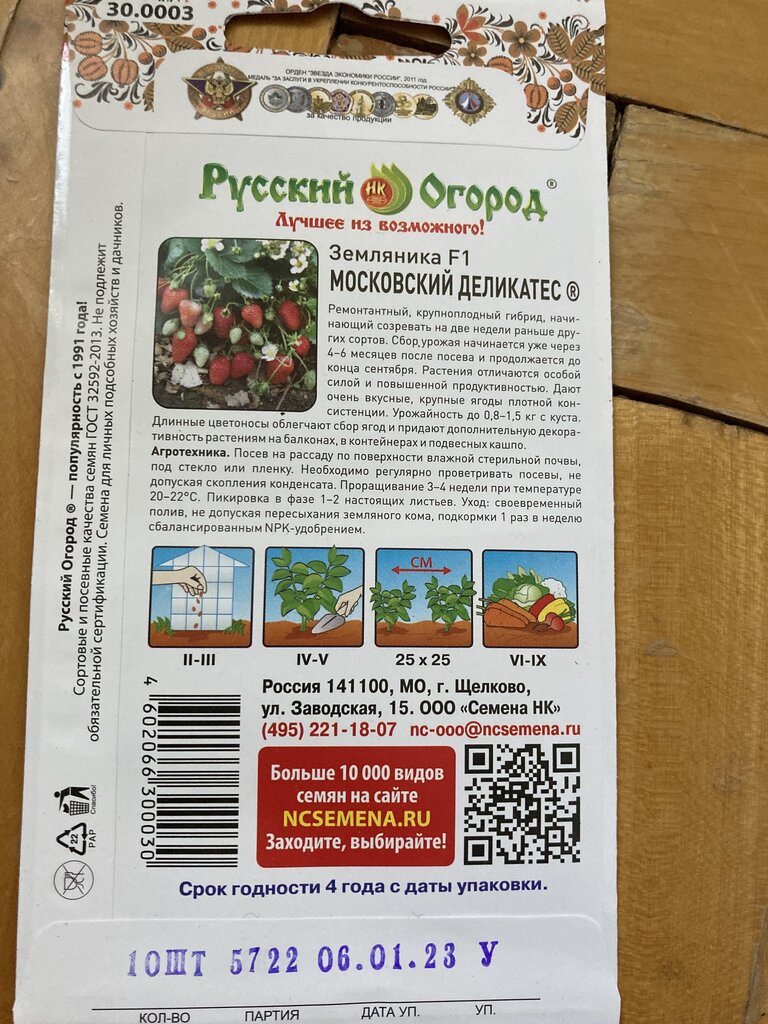 30.0003
ОРДЕН "ЗВЕЗДА ЭКОНОМИКИ РОССИИ", 2011 год
МЕДАЛЬ "ЗА ЗАСЛУГИ В УКРЕПЛЕНИИ КОНКУРЕНТОСПОСОБНОСТИ РОССИИ"
за качество продукции
Русский НК Огород®
Лучшее из возможного!
Земляника F1
МОСКОВСКИЙ ДЕЛИКАТЕС ®
Ремонтантный, крупноплодный гибрид, начи-
нающий созревать на две недели раньше дру-
гих сортов. Сбор урожая начинается уже через
4–6 месяцев после посева и продолжается до
конца сентября. Растения отличаются особой
силой и повышенной продуктивностью. Дают
очень вкусные, крупные ягоды плотной кон-
систенции. Урожайность до 0,8–1,5 кг с куста.
Длинные цветоносы облегчают сбор ягод и придают дополнительную декора-
тивность растениям на балконах, в контейнерах и подвесных кашпо.
Агротехника. Посев на рассаду по поверхности влажной стерильной почвы,
под стекло или пленку. Необходимо регулярно проветривать посевы, не
допуская скопления конденсата. Проращивание 3–4 недели при температуре
20–22°С. Пикировка в фазе 1–2 настоящих листьев. Уход: своевременный
полив, не допуская пересыхания земляного кома, подкормки 1 раз в неделю
сбалансированным NPK-удобрением.
СМ
II-III IV-V 25 x 25 VI-IX
Россия 141100, МО, г. Щелково,
ул. Заводская, 15. ООО «Семена НК»
(495) 221-18-07 nc-ooo@ncsemena.ru
Больше 10 000 видов
семян на сайте
NCSEMENA.RU
Заходите, выбирайте!
4 602066 300030
Срок годности 4 года с даты упаковки.
10ШТ 5722 06.01.23 У
КОЛ-ВО ПАРТИЯ ДАТА УП. УП.
Русский Огород ® — популярность с 1991 года!
Сортовые и посевные качества семян ГОСТ 32592-2013. Не подлежит
обязательной сертификации. Семена для личных подсобных хозяйств и дачников.
Спасибо!
22
PAP